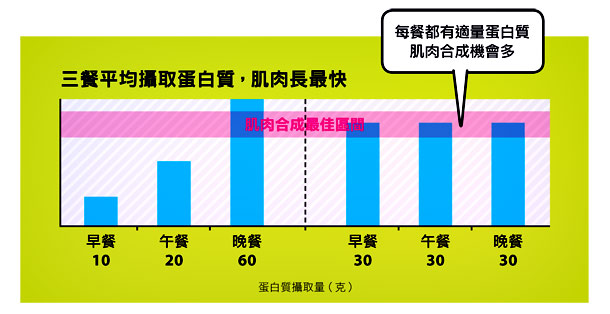 每餐都有適量蛋白質
肌肉合成機會多
三餐平均攝取蛋白質，肌肉長最快
肌肉合成最佳區間
早餐 午餐 晚餐 早餐 午餐 晚餐
10 20 60 30 30 30
蛋白質攝取量（克）